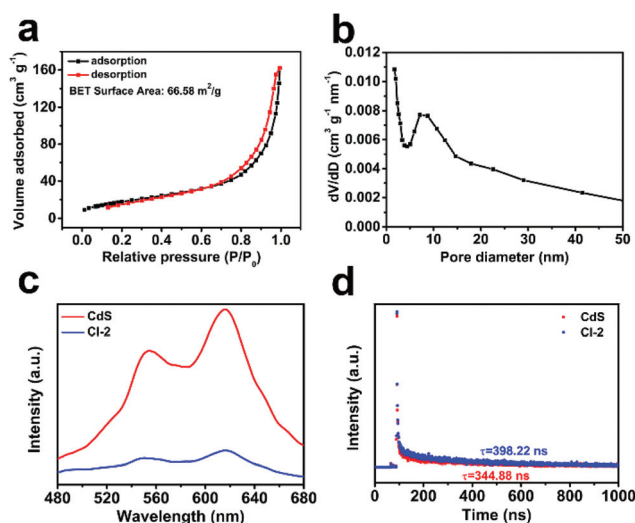 a
adsorption
desorption
BET Surface Area: 66.58 m²/g
Volume adsorbed (cm³ g⁻¹)
160
120
80
40
0
0.0 0.2 0.4 0.6 0.8 1.0
Relative pressure (P/P₀)
b
dV/dD (cm³ g⁻¹ nm⁻¹)
0.012
0.010
0.008
0.006
0.004
0.002
0.000
0 10 20 30 40 50
Pore diameter (nm)
c
CdS
CI-2
Intensity (a.u.)
480 520 560 600 640 680
Wavelength (nm)
d
CdS
CI-2
Intensity (a.u.)
τ=398.22 ns
τ=344.88 ns
0 200 400 600 800 1000
Time (ns)